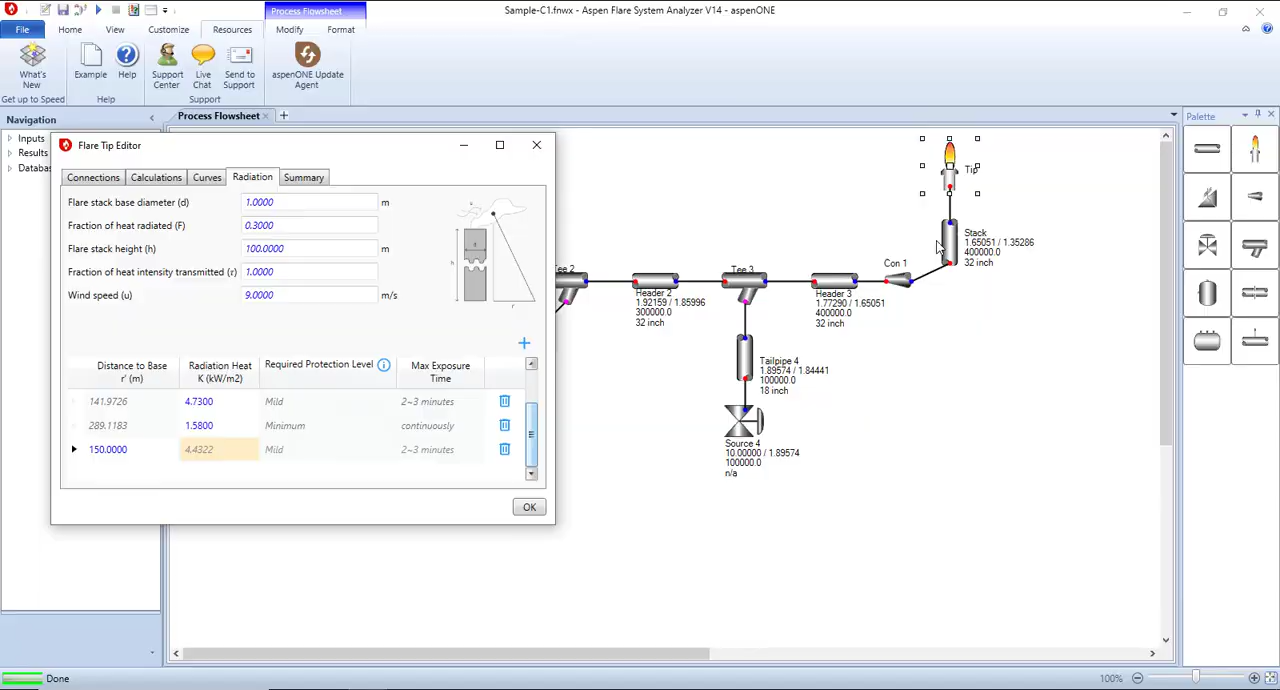 Process Flowsheet
Sample-C1.fnwx - Aspen Flare System Analyzer V14 - aspenONE
File
Home
View
Customize
Resources
Modify
Format
What's
New
Example
Help
Support
Center
Live
Chat
Send to
Support
aspenONE Update
Agent
Get up to Speed
Help
Support
Navigation
Process Flowsheet
Palette
Inputs
Results
Databas
Flare Tip Editor
Connections
Calculations
Curves
Radiation
Summary
Flare stack base diameter (d)
1.0000
m
Fraction of heat radiated (F)
0.3000
Flare stack height (h)
100.0000
m
Fraction of heat intensity transmitted (r)
1.0000
Wind speed (u)
9.0000
m/s
Distance to Base
r' (m)
Radiation Heat
K (kW/m2)
Required Protection Level
Max Exposure
Time
141.9726
4.7300
Mild
2~3 minutes
289.1183
1.5800
Minimum
continuously
150.0000
4.4322
Mild
2~3 minutes
OK
Tip
Stack
1.65051 / 1.35286
400000.0
32 inch
Con 1
Tee 2
Header 2
1.92159 / 1.85996
300000.0
32 inch
Tee 3
Header 3
1.77290 / 1.65051
400000.0
32 inch
Tailpipe 4
1.89574 / 1.84441
100000.0
18 inch
Source 4
10.00000 / 1.89574
100000.0
n/a
Done
100%